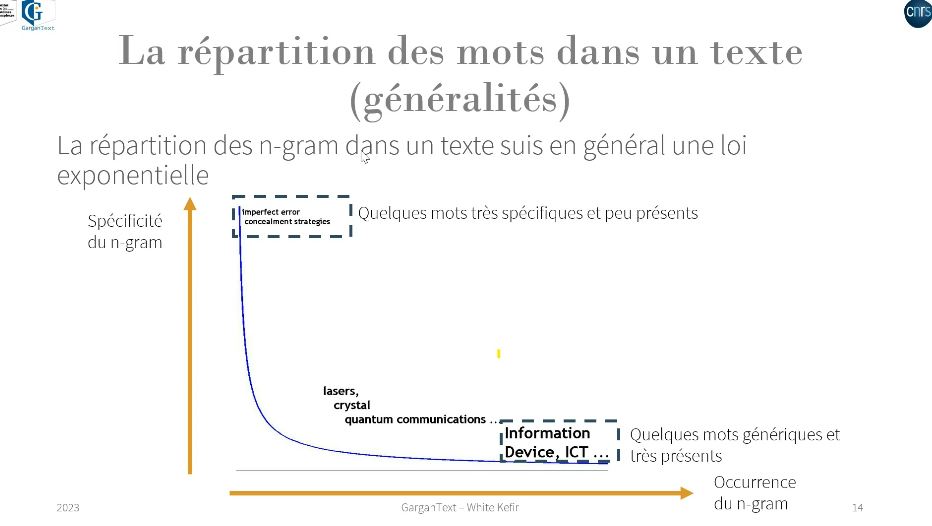 GarganText
cnrs
La répartition des mots dans un texte
(généralités)
La répartition des n-gram dans un texte suis en général une loi
exponentielle
Spécificité
du n-gram
imperfect error
concealment strategies
Quelques mots très spécifiques et peu présents
lasers,
crystal
quantum communications ...
Information
Device, ICT ...
Quelques mots génériques et
très présents
Occurrence
du n-gram
2023
GarganText – White Kefir
14